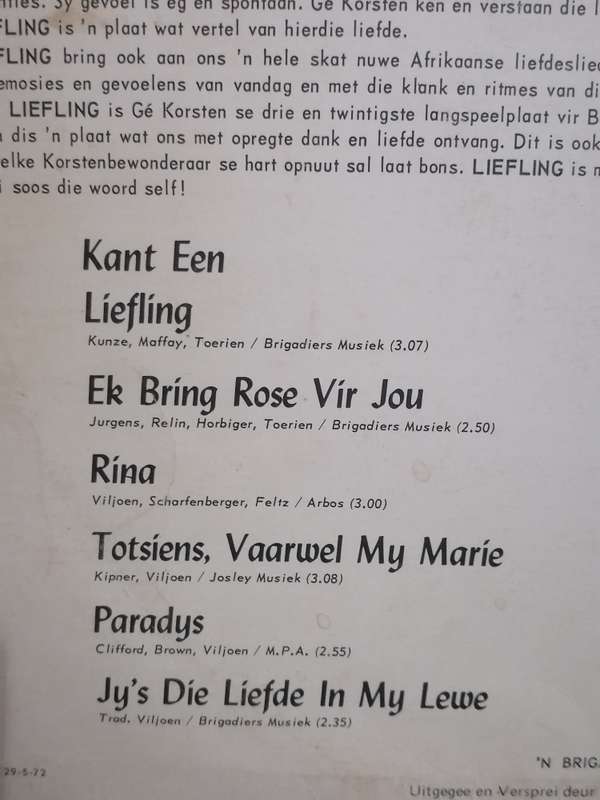 Sy gevoel is eg en spontaan. Gé Korsten ken en verstaan die
FLING is 'n plaat wat vertel van hierdie liefde.
FLING bring ook aan ons 'n hele skat nuwe Afrikaanse liefdeslied
emosies en gevoelens van vandag en met die klank en ritmes van di
LIEFLING is Gé Korsten se drie en twintigste langspeelplaat vir B
dis 'n plaat wat ons met opregte dank en liefde ontvang. Dit is ook
elke Korstenbewonderaar se hart opnuut sal laat bons. LIEFLING is
soos die woord self!
Kant Een
Liefling
Kunze, Maffay, Toerien / Brigadiers Musiek (3.07)
Ek Bring Rose Vir Jou
Jurgens, Relin, Horbiger, Toerien / Brigadiers Musiek (2.50)
Rina
Viljoen, Scharfenberger, Feltz / Arbos (3.00)
Totsiens, Vaarwel My Marie
Kipner, Viljoen / Josley Musiek (3.08)
Paradys
Clifford, Brown, Viljoen / M.P.A. (2.55)
Jy's Die Liefde In My Lewe
Trad. Viljoen / Brigadiers Musiek (2.35)
'N BRIG
29-5-72
Uitgegee en Versprei deur